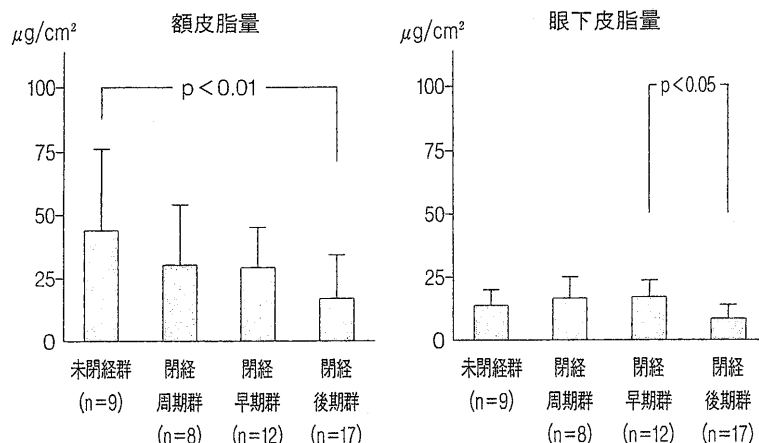 額皮脂量
μg/cm²
100
75
50
25
0
p<0.01
未閉経群
(n=9)
閉経
周期群
(n=8)
閉経
早期群
(n=12)
閉経
後期群
(n=17)
眼下皮脂量
μg/cm²
100
75
50
25
0
p<0.05
未閉経群
(n=9)
閉経
周期群
(n=8)
閉経
早期群
(n=12)
閉経
後期群
(n=17)